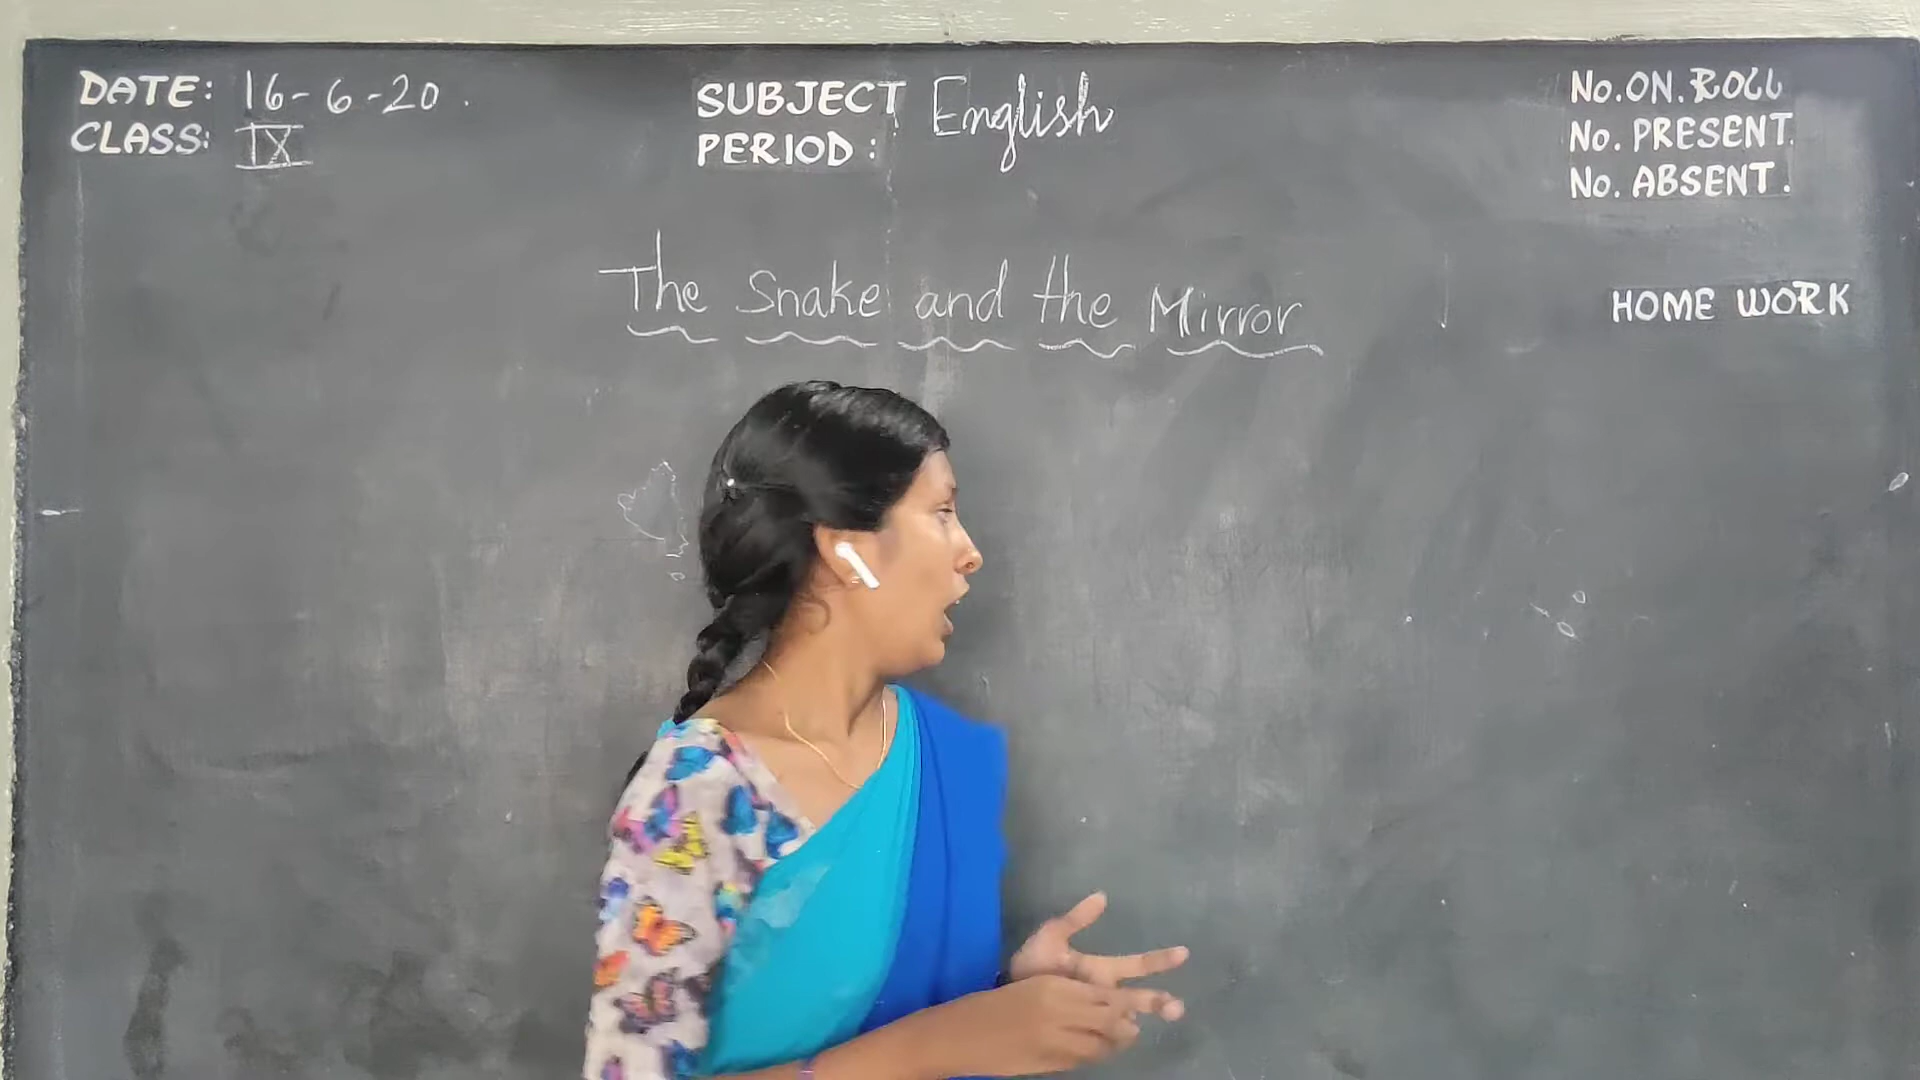 DATE: 16-6-20.
CLASS: IX
SUBJECT English
PERIOD:
No. ON. ROLL
No. PRESENT.
No. ABSENT.
The Snake and the Mirror
HOME WORK